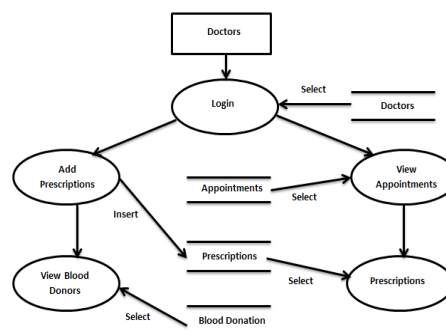 Doctors
Select
Login
Doctors
Add
Prescriptions
View
Appointments
Appointments
Select
Insert
Prescriptions
View Blood
Donors
Select
Prescriptions
Select
Blood Donation